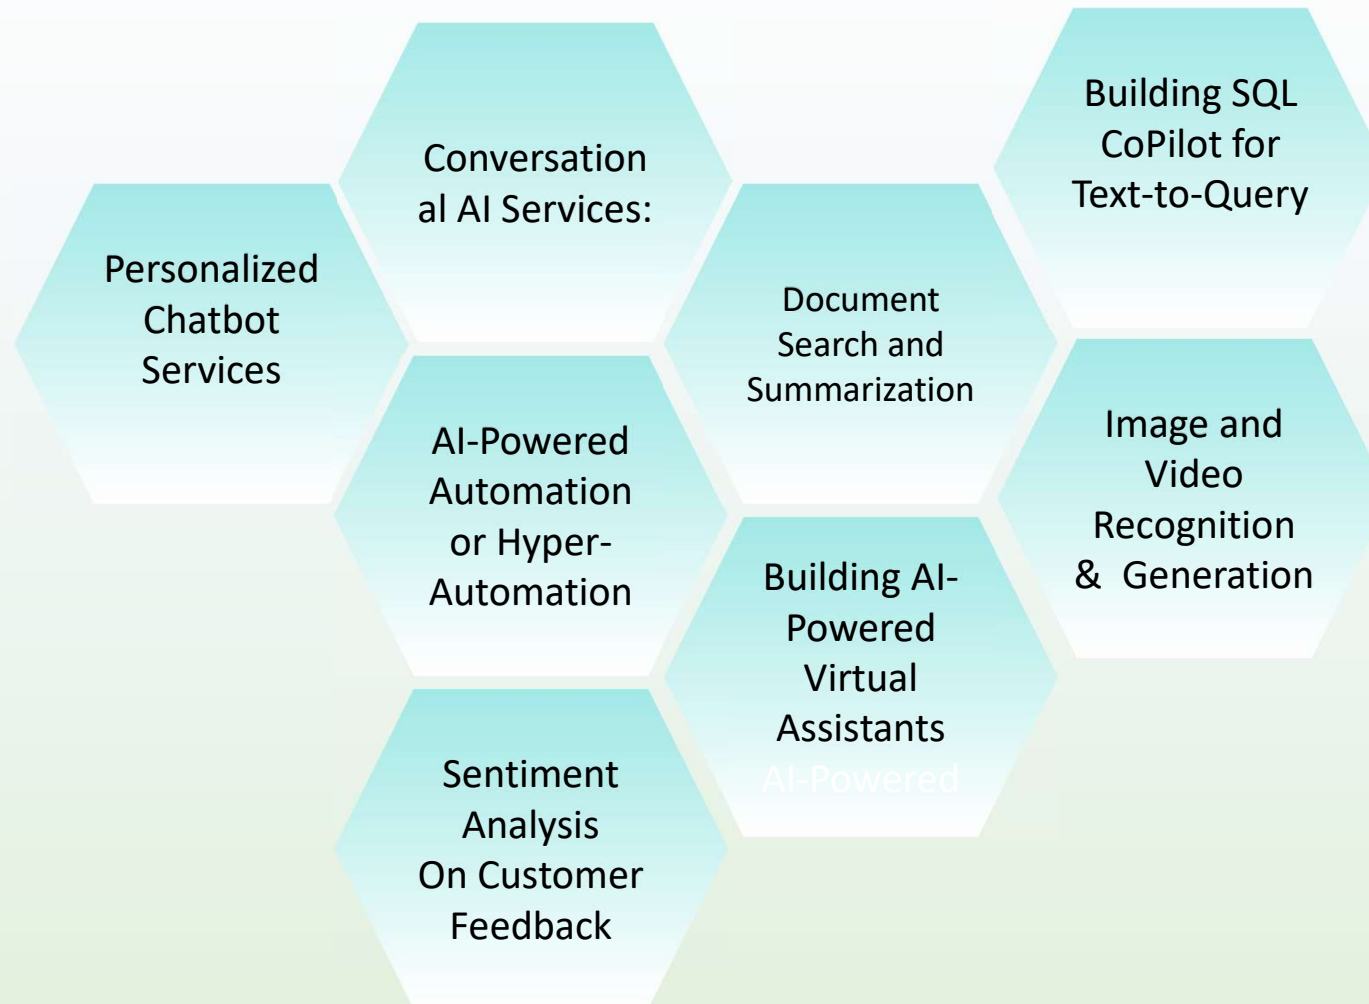 Personalized
Chatbot
Services
Conversation
al AI Services:
AI-Powered
Automation
or Hyper-
Automation
Sentiment
Analysis
On Customer
Feedback
Document
Search and
Summarization
Building AI-
Powered
Virtual
Assistants
AI-Powered
Building SQL
CoPilot for
Text-to-Query
Image and
Video
Recognition
&  Generation